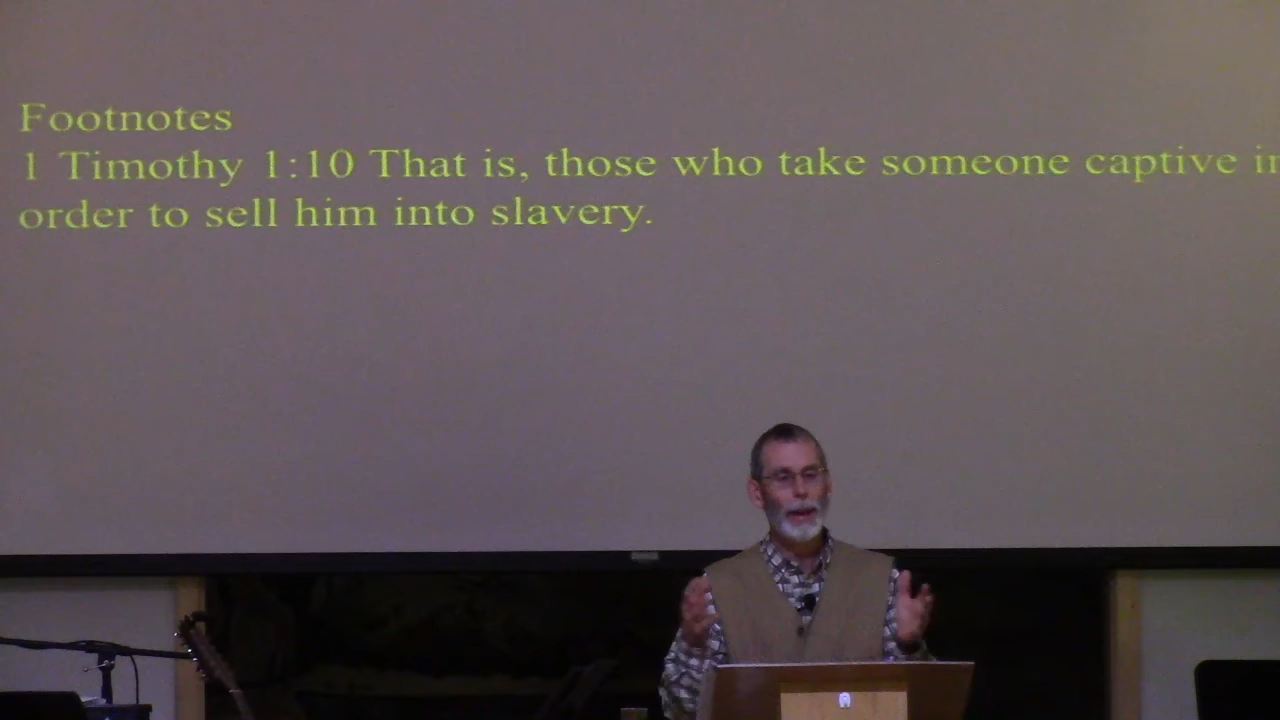 Footnotes
1 Timothy 1:10 That is, those who take someone captive in
order to sell him into slavery.